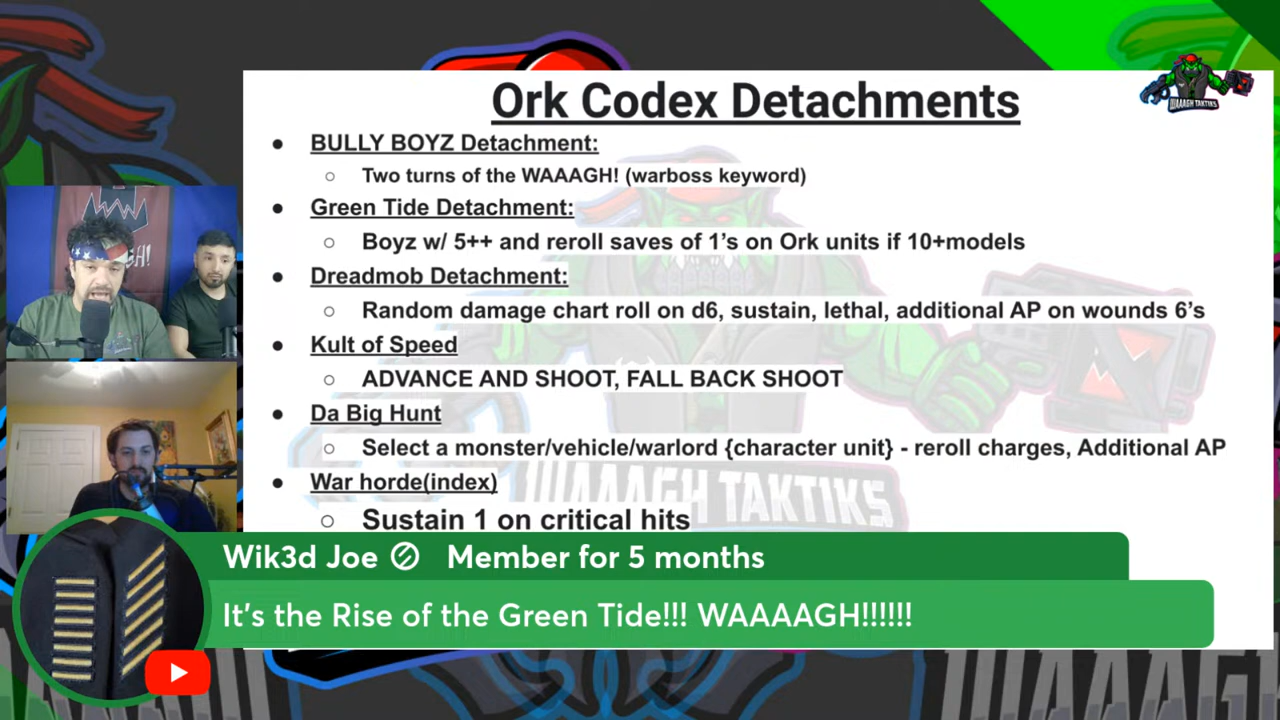 Ork Codex Detachments
WAAAGH TAKTIKS
● BULLY BOYZ Detachment:
○ Two turns of the WAAAGH! (warboss keyword)
● Green Tide Detachment:
○ Boyz w/ 5++ and reroll saves of 1's on Ork units if 10+models
● Dreadmob Detachment:
○ Random damage chart roll on d6, sustain, lethal, additional AP on wounds 6's
● Kult of Speed
○ ADVANCE AND SHOOT, FALL BACK SHOOT
● Da Big Hunt
○ Select a monster/vehicle/warlord {character unit} - reroll charges, Additional AP
● War horde(index)
○ Sustain 1 on critical hits
WAAAGH TAKTIKS
Wik3d Joe Member for 5 months
It's the Rise of the Green Tide!!! WAAAAGH!!!!!!